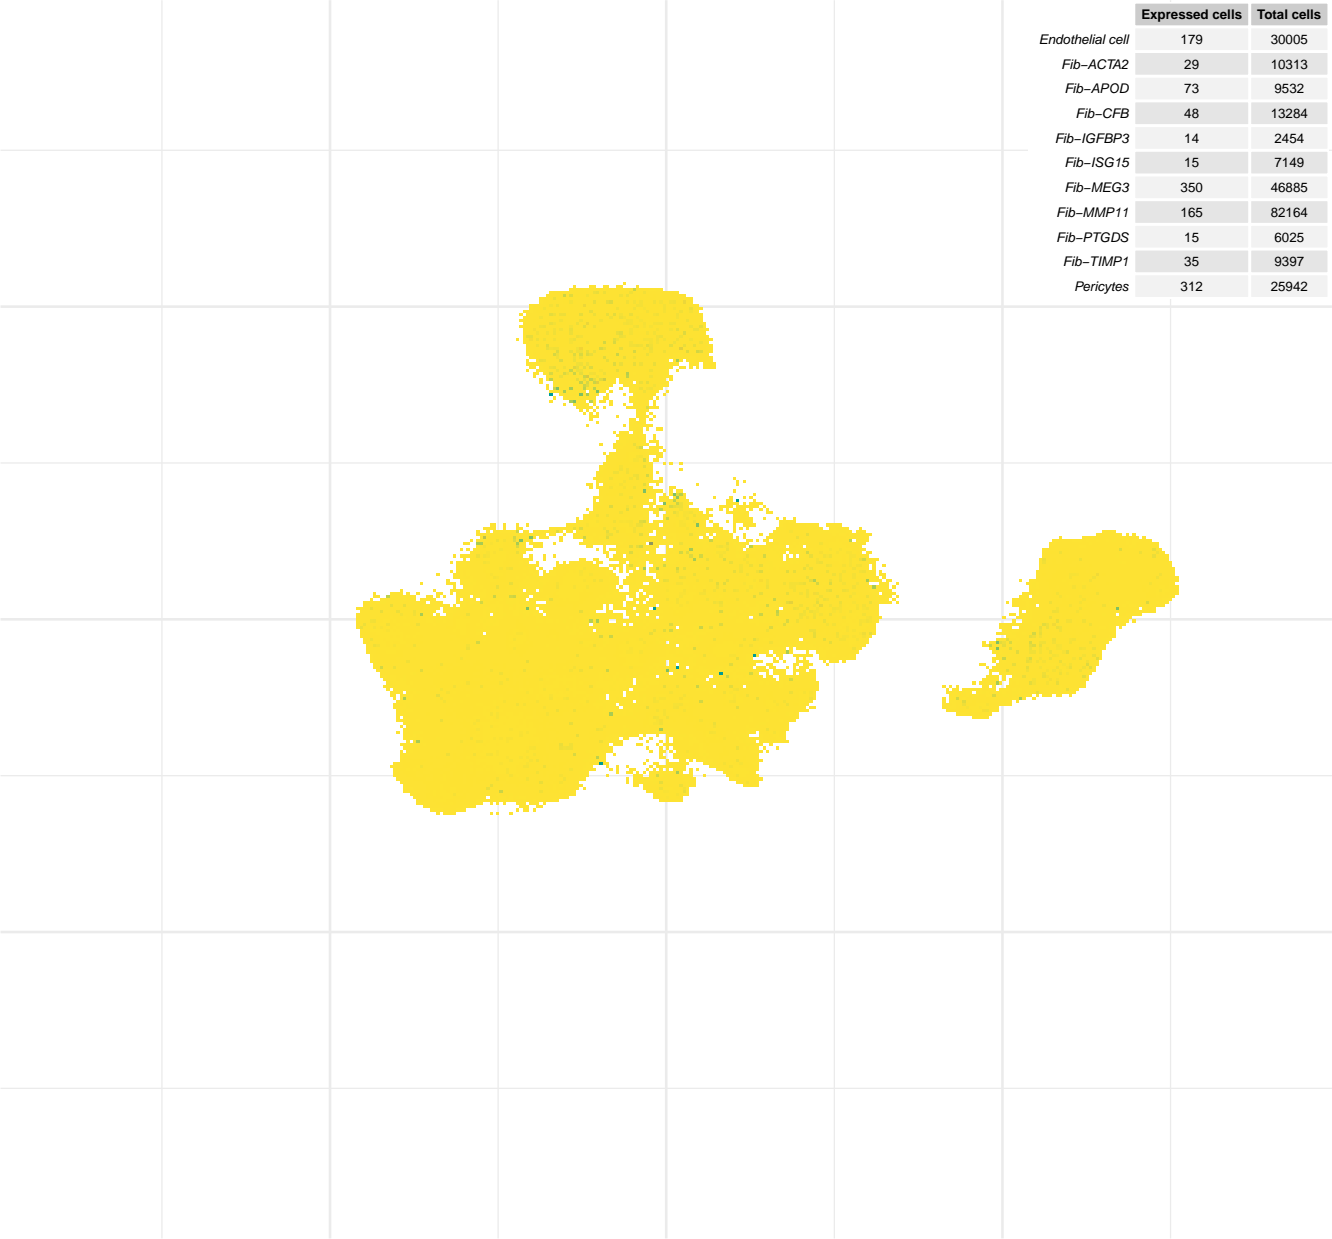 Expressed cells Total cells
Endothelial cell 179 30005
Fib−ACTA2 29 10313
Fib−APOD 73 9532
Fib−CFB 48 13284
Fib−IGFBP3 14 2454
Fib−ISG15 15 7149
Fib−MEG3 350 46885
Fib−MMP11 165 82164
Fib−PTGDS 15 6025
Fib−TIMP1 35 9397
Pericytes 312 25942